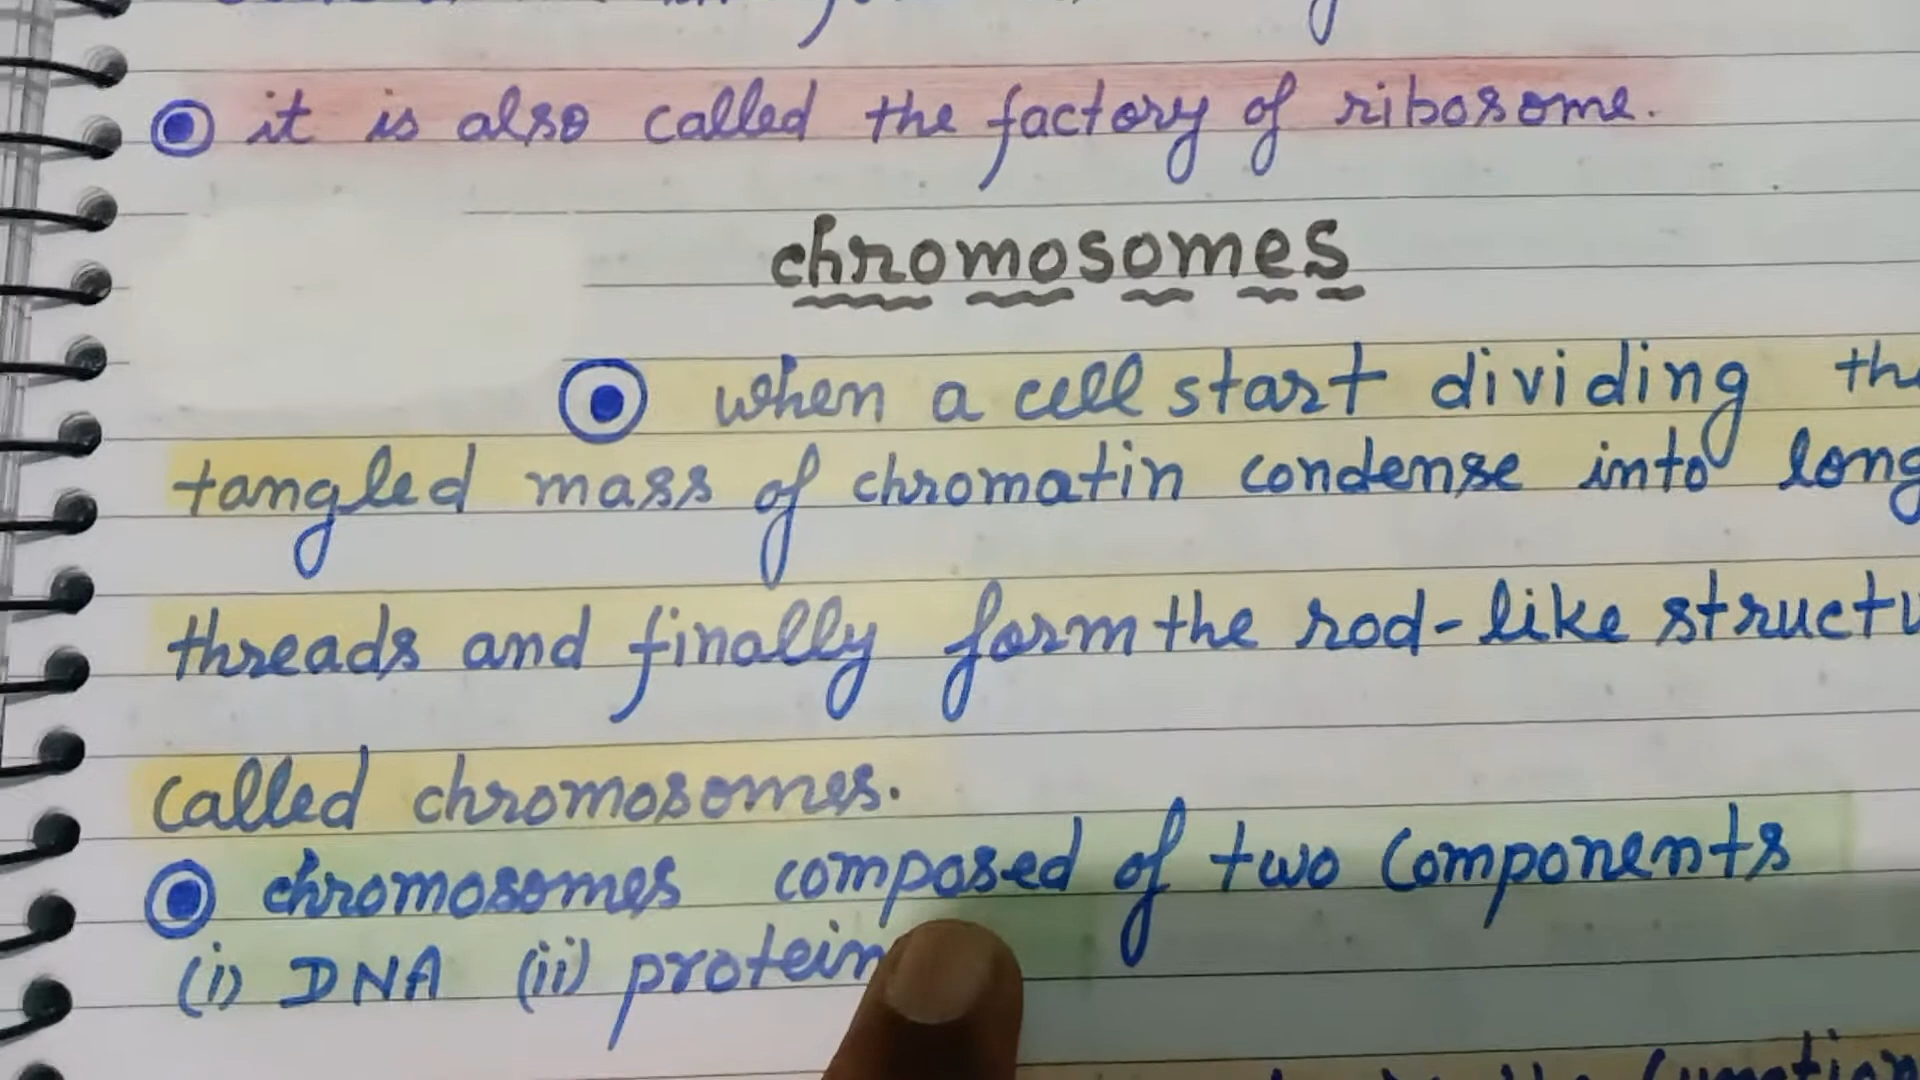 it is also called the factory of ribosome.
chromosomes
when a cell start dividing the
tangled mass of chromatin condense into long
threads and finally form the rod-like structu
called chromosomes.
chromosomes composed of two components
(i) DNA (ii) protein